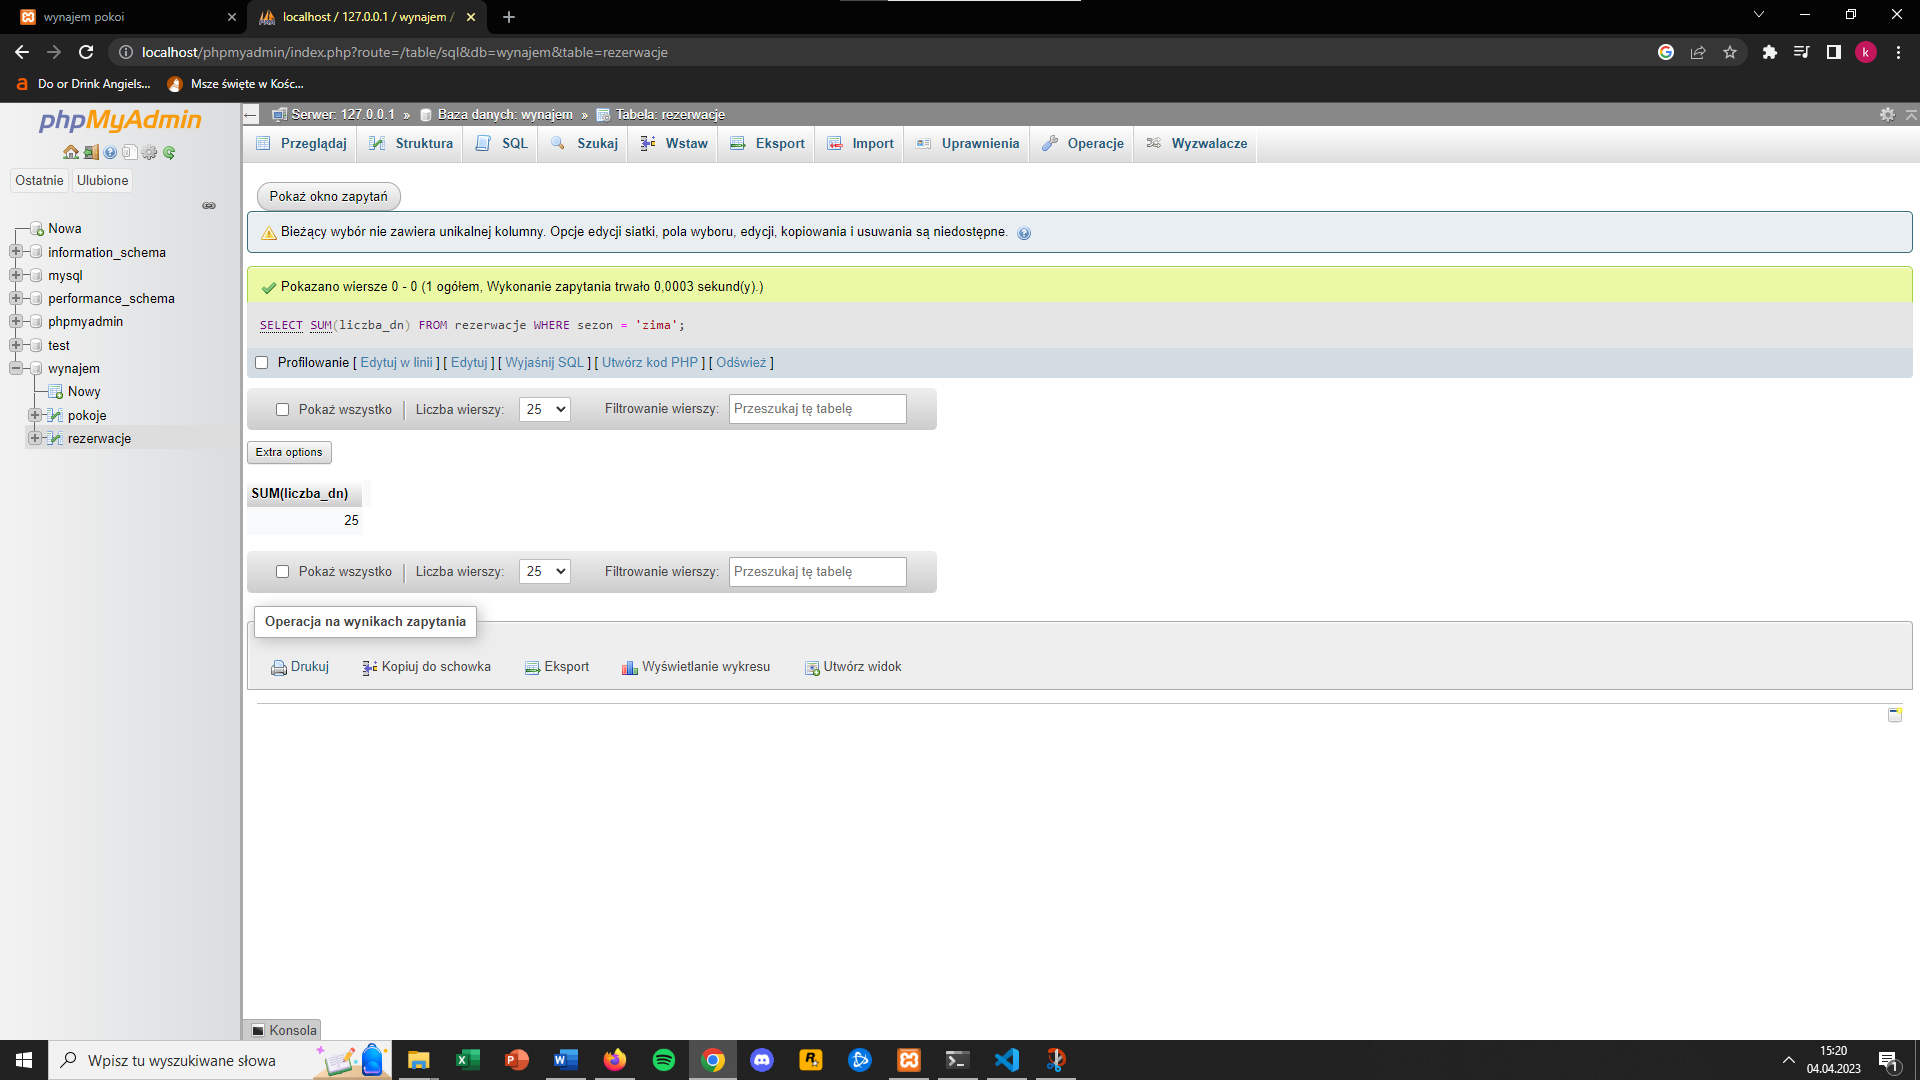 wynajem pokoi
localhost / 127.0.0.1 / wynajem /
localhost/phpmyadmin/index.php?route=/table/sql&db=wynajem&table=rezerwacje
k
Do or Drink Angiels...
Msze święte w Kośc...
phpMyAdmin
Ostatnie
Ulubione
Nowa
information_schema
mysql
performance_schema
phpmyadmin
test
wynajem
Nowy
pokoje
rezerwacje
Serwer: 127.0.0.1 » Baza danych: wynajem » Tabela: rezerwacje
Przeglądaj Struktura SQL Szukaj Wstaw Eksport Import Uprawnienia Operacje Wyzwalacze
Pokaż okno zapytań
Bieżący wybór nie zawiera unikalnej kolumny. Opcje edycji siatki, pola wyboru, edycji, kopiowania i usuwania są niedostępne.
Pokazano wiersze 0 - 0 (1 ogółem, Wykonanie zapytania trwało 0,0003 sekund(y).)
SELECT SUM(liczba_dn) FROM rezerwacje WHERE sezon = 'zima';
Profilowanie [ Edytuj w linii ] [ Edytuj ] [ Wyjaśnij SQL ] [ Utwórz kod PHP ] [ Odśwież ]
Pokaż wszystko Liczba wierszy: 25 Filtrowanie wierszy: Przeszukaj tę tabelę
Extra options
SUM(liczba_dn)
25
Pokaż wszystko Liczba wierszy: 25 Filtrowanie wierszy: Przeszukaj tę tabelę
Operacja na wynikach zapytania
Drukuj Kopiuj do schowka Eksport Wyświetlanie wykresu Utwórz widok
Konsola
Wpisz tu wyszukiwane słowa
15:20
04.04.2023
1